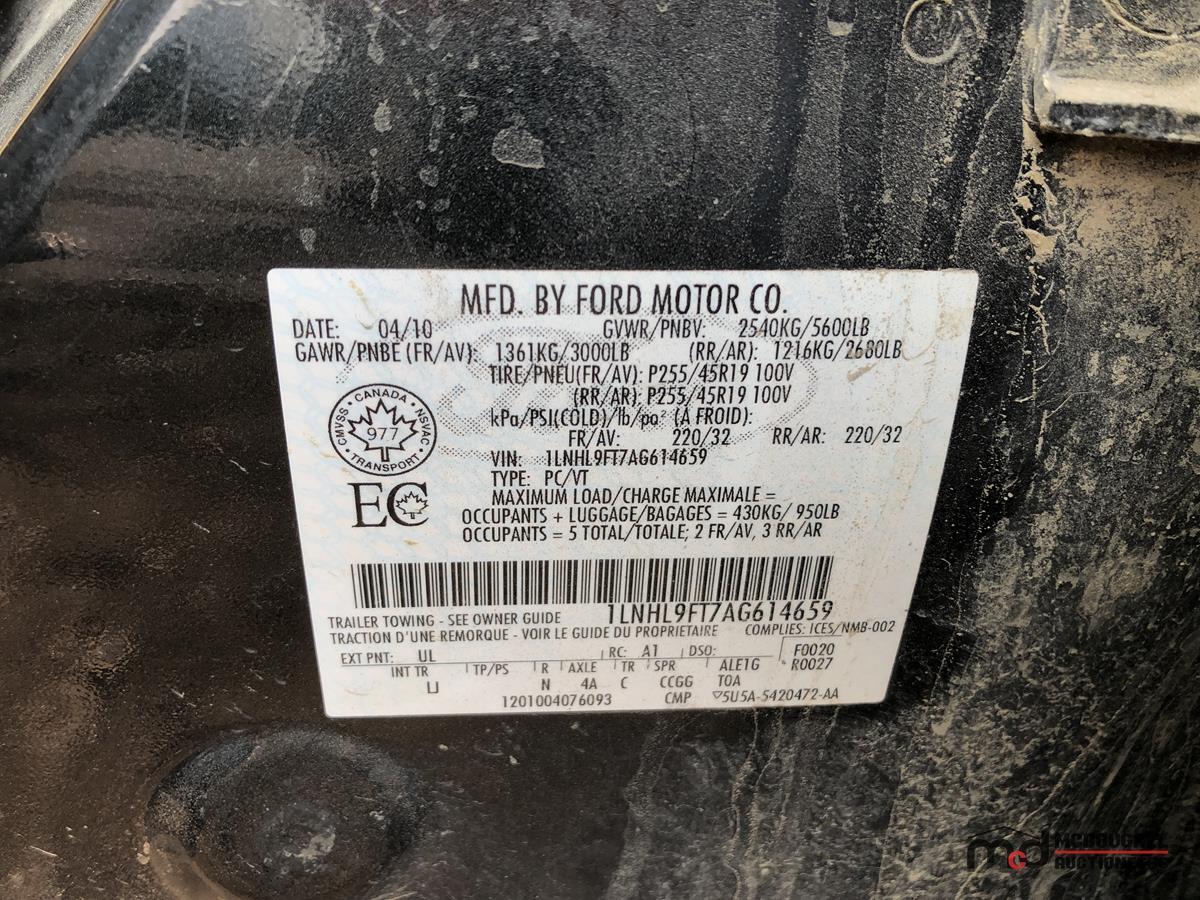 MFD. BY FORD MOTOR CO.
DATE: 04/10 GVWR/PNBV: 2540KG/5600LB
GAWR/PNBE (FR/AV): 1361KG/3000LB (RR/AR): 1216KG/2680LB
TIRE/PNEU(FR/AV): P255/45R19 100V
(RR/AR): P255/45R19 100V
kPa/PSI(COLD)/lb/po² (A FROID):
FR/AV: 220/32 RR/AR: 220/32
VIN: 1LNHL9FT7AG614659
TYPE: PC/VT
MAXIMUM LOAD/CHARGE MAXIMALE =
OCCUPANTS + LUGGAGE/BAGAGES = 430KG/ 950LB
OCCUPANTS = 5 TOTAL/TOTALE; 2 FR/AV, 3 RR/AR
CANADA
CMVSS 977 NSVAC
TRANSPORT
EC
1LNHL9FT7AG614659
TRAILER TOWING - SEE OWNER GUIDE
TRACTION D'UNE REMORQUE - VOIR LE GUIDE DU PROPRIETAIRE COMPLIES: ICES/NMB-002
EXT PNT: UL RC: A1 DSO: F0020
INT TR TP/PS R AXLE TR SPR ALE1G R0027
LJ N 4A C CCGG TOA
1201004076093 CMP 5U5A-5420472-AA
mcd MCDOUGALL
AUCTIONEERS